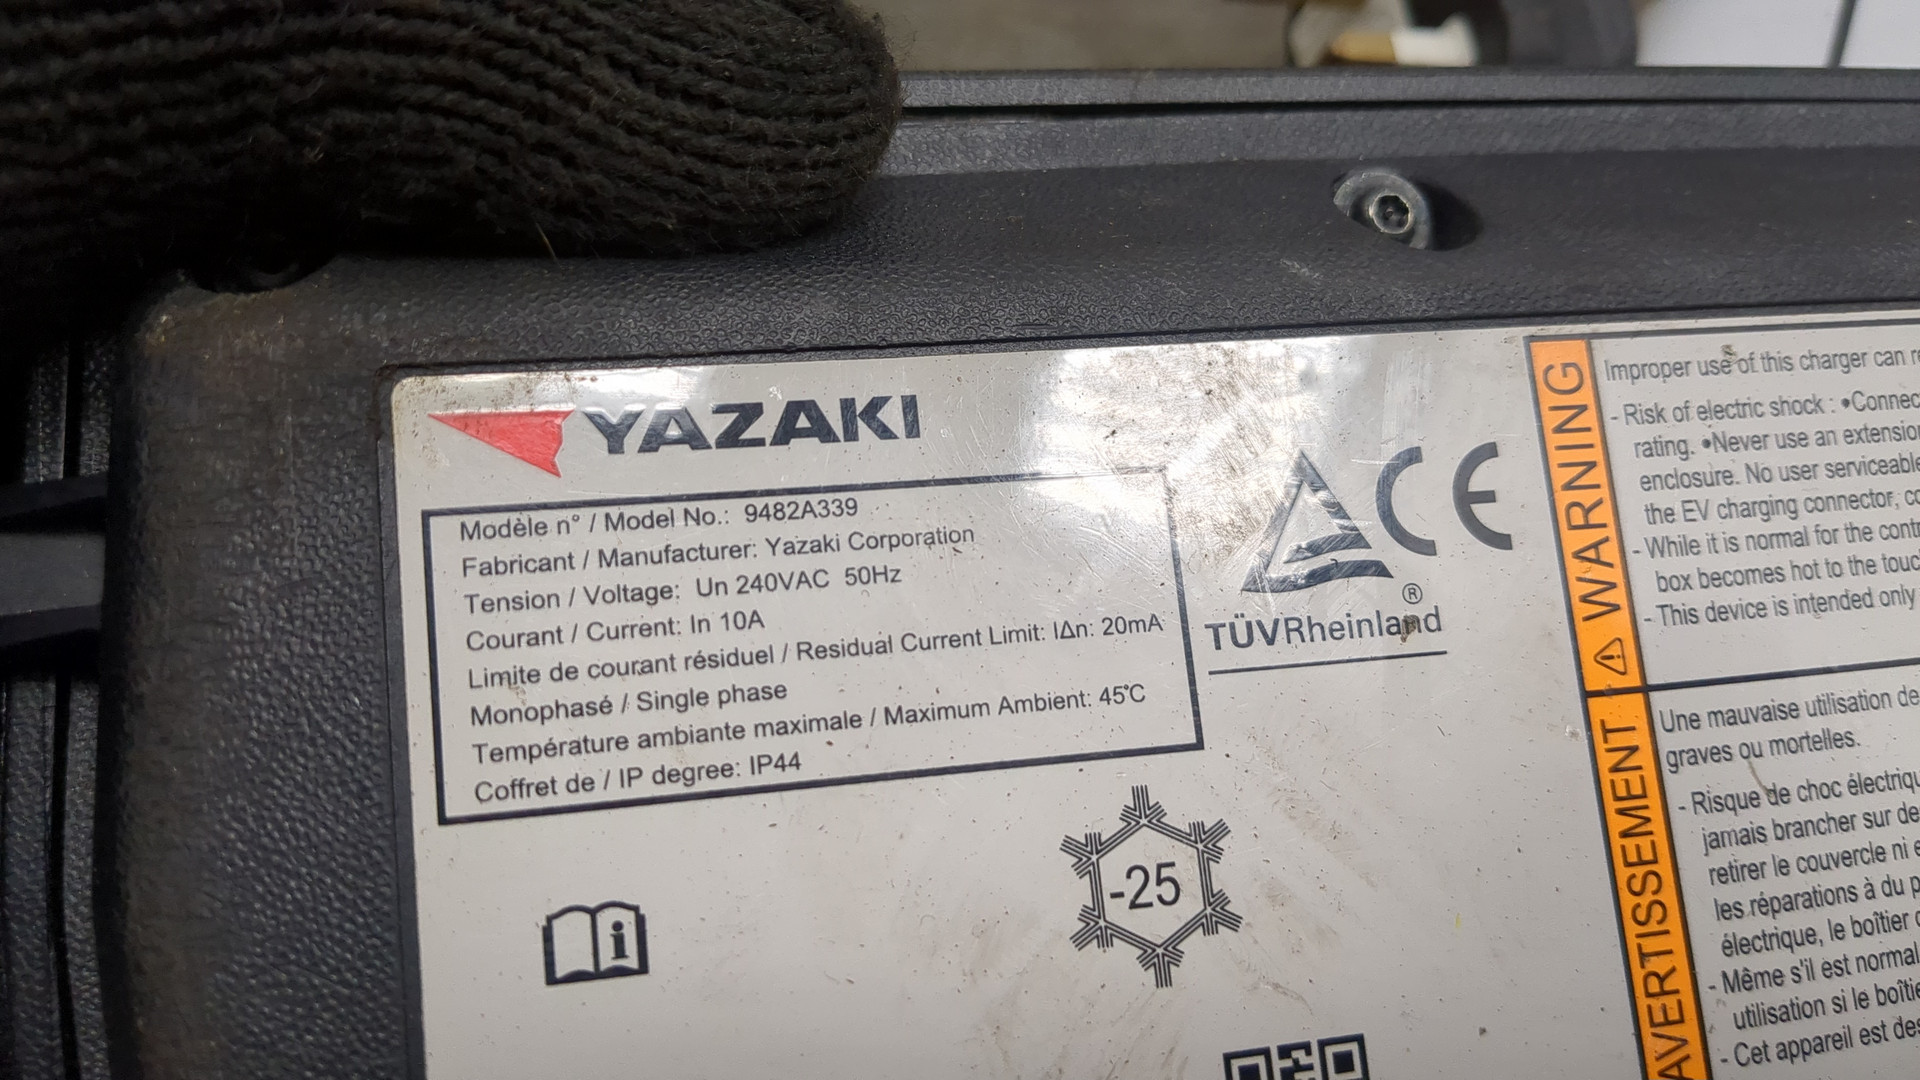 YAZAKI
Modèle n° / Model No.: 9482A339
Fabricant / Manufacturer: Yazaki Corporation
Tension / Voltage: Un 240VAC 50Hz
Courant / Current: In 10A
Limite de courant résiduel / Residual Current Limit: IΔn: 20mA
Monophasé / Single phase
Température ambiante maximale / Maximum Ambient: 45℃
Coffret de / IP degree: IP44
CE
®
TÜVRheinland
i
-25
⚠ WARNING
Improper use of this charger can
- Risk of electric shock : •Connec
rating. •Never use an extension
enclosure. No user serviceable
the EV charging connector,
- While it is normal for the contr
box becomes hot to the touc
- This device is intended only
AVERTISSEMENT
Une mauvaise utilisation de
graves ou mortelles.
- Risque de choc électriqu
jamais brancher sur de
retirer le couvercle ni
les réparations à du p
électrique, le boîtier
- Même s'il est normal
utilisation si le boîtie
- Cet appareil est des